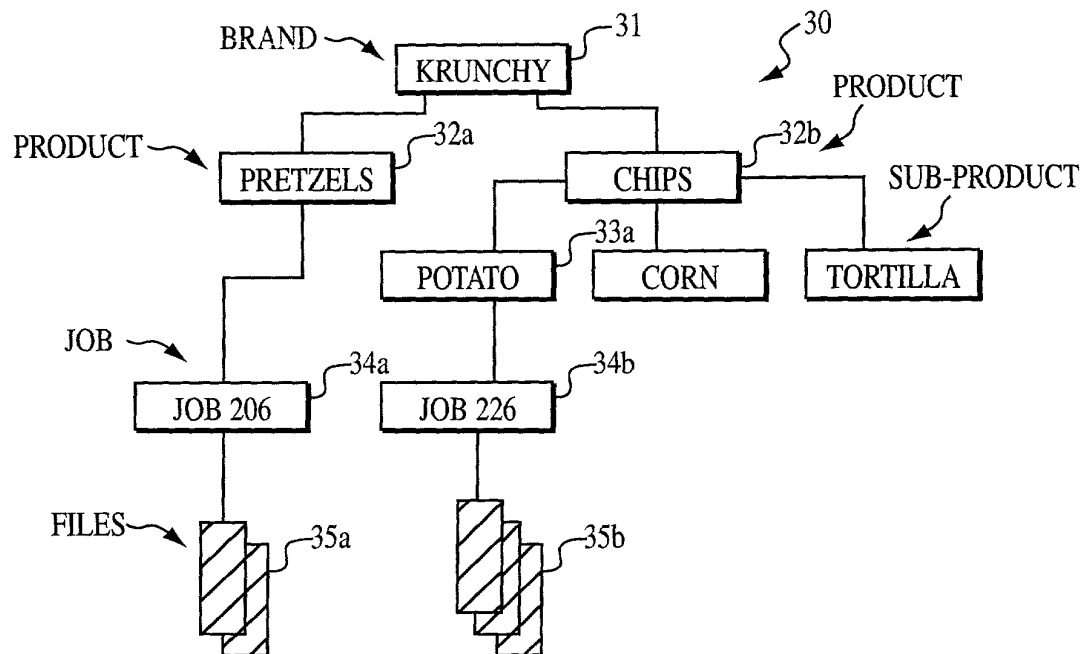 BRAND
31
KRUNCHY
30
PRODUCT
PRODUCT
32a
PRETZELS
32b
CHIPS
SUB-PRODUCT
33a
POTATO
CORN
TORTILLA
JOB
34a
JOB 206
34b
JOB 226
FILES
35a
35b